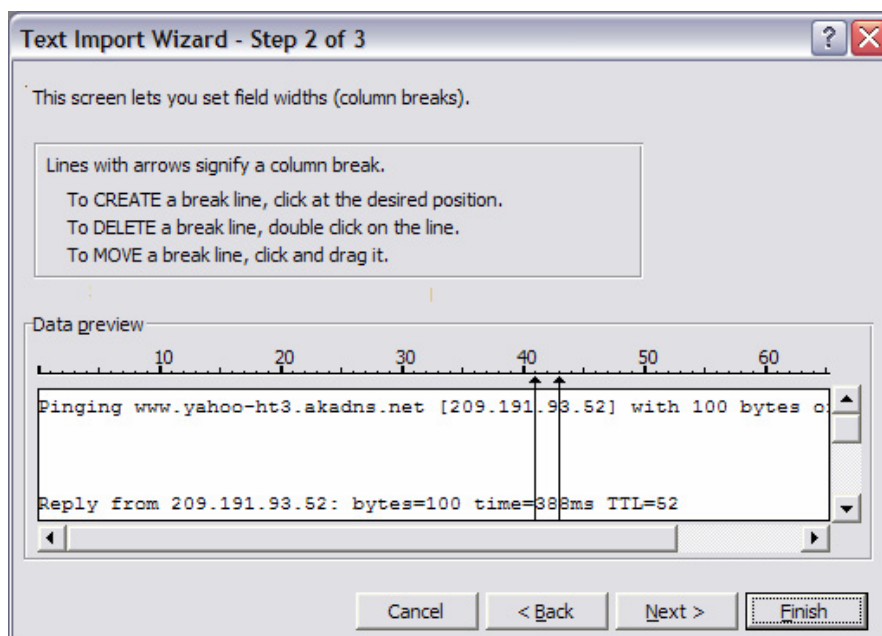 Text Import Wizard - Step 2 of 3
?
This screen lets you set field widths (column breaks).
Lines with arrows signify a column break.
To CREATE a break line, click at the desired position.
To DELETE a break line, double click on the line.
To MOVE a break line, click and drag it.
Data preview
10 20 30 40 50 60
Pinging www.yahoo-ht3.akadns.net [209.191.93.52] with 100 bytes o
Reply from 209.191.93.52: bytes=100 time=388ms TTL=52
Cancel < Back Next > Finish